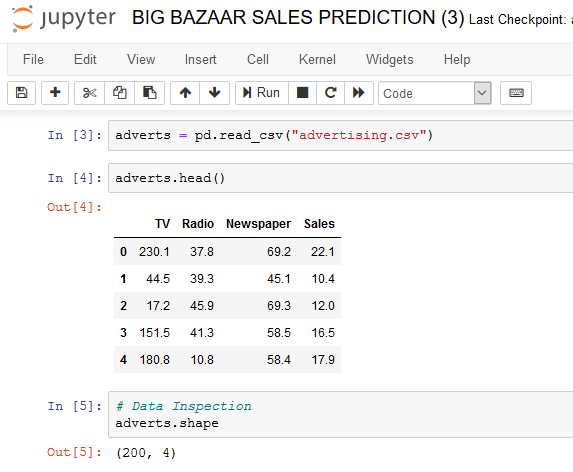 jupyter BIG BAZAAR SALES PREDICTION (3) Last Checkpoint:
File Edit View Insert Cell Kernel Widgets Help
Run Code
In [3]: adverts = pd.read_csv("advertising.csv")
In [4]: adverts.head()
Out[4]:
TV Radio Newspaper Sales
0 230.1 37.8 69.2 22.1
1 44.5 39.3 45.1 10.4
2 17.2 45.9 69.3 12.0
3 151.5 41.3 58.5 16.5
4 180.8 10.8 58.4 17.9
In [5]: # Data Inspection
adverts.shape
Out[5]: (200, 4)